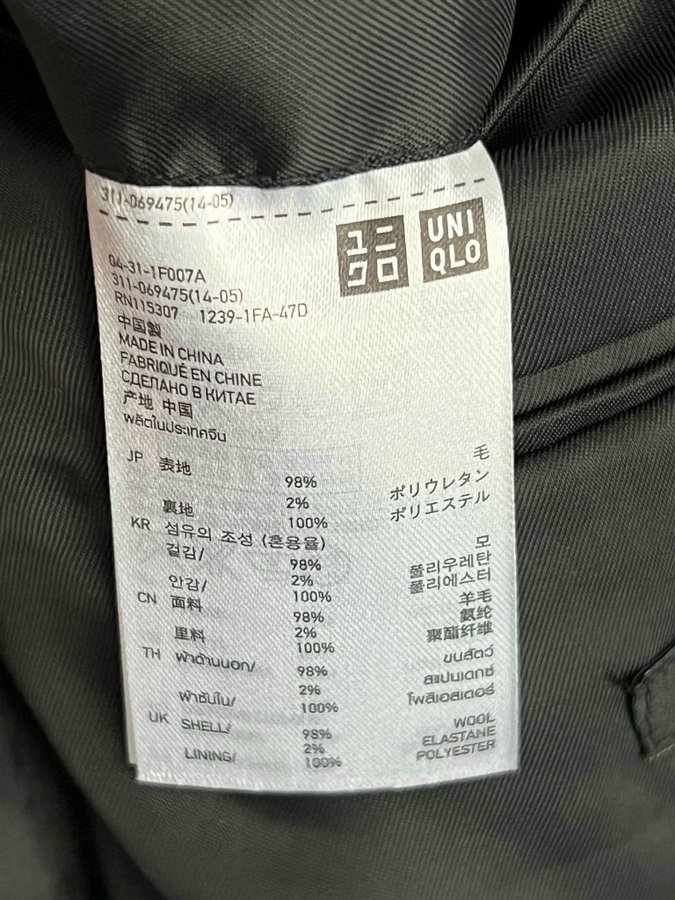 311-069475(14-05)
ユニ
クロ
UNI
QLO
04-31-1F007A
311-069475(14-05)
RN115307 1239-1FA-47D
中国製
MADE IN CHINA
FABRIQUÉ EN CHINE
СДЕЛАНО В КИТАЕ
产地 中国
ผลิตในประเทศจีน
JP 表地 98% 毛
2% ポリウレタン
裏地 100% ポリエステル
KR 섬유의 조성 (혼용율)
겉감/ 98% 모
2% 폴리우레탄
안감/ 100% 폴리에스터
CN 面料 98% 羊毛
2% 氨纶
里料 100% 聚酯纤维
TH ผ้าด้านนอก/ 98% ขนสัตว์
2% สแปนเดกซ์
ผ้าซับใน/ 100% โพลีเอสเตอร์
UK SHELL/ 98% WOOL
2% ELASTANE
LINING/ 100% POLYESTER